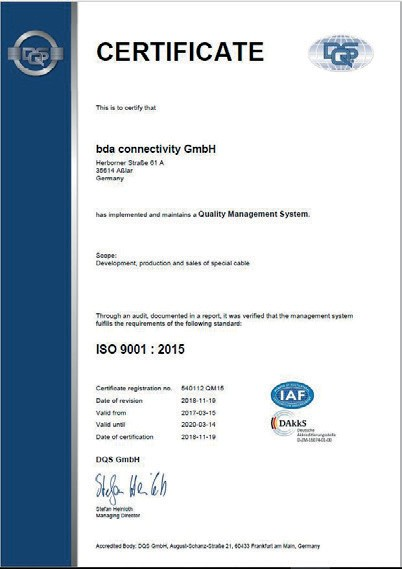 DQS
CERTIFICATE
DQS
This is to certify that
bda connectivity GmbH
Herborner Straße 61 A
35614 Aßlar
Germany
has implemented and maintains a Quality Management System.
Scope:
Development, production and sales of special cable
Through an audit, documented in a report, it was verified that the management system
fulfills the requirements of the following standard:
ISO 9001 : 2015
Certificate registration no. 540112 QM15
Date of revision 2018-11-19
Valid from 2017-03-15
Valid until 2020-03-14
Date of certification 2018-11-19
IAF
DAkkS
Deutsche
Akkreditierungsstelle
DQS GmbH
Stefan Heinloth
Stefan Heinloth
Managing Director
Accredited Body: DQS GmbH, August-Schanz-Straße 21, 60433 Frankfurt am Main, Germany